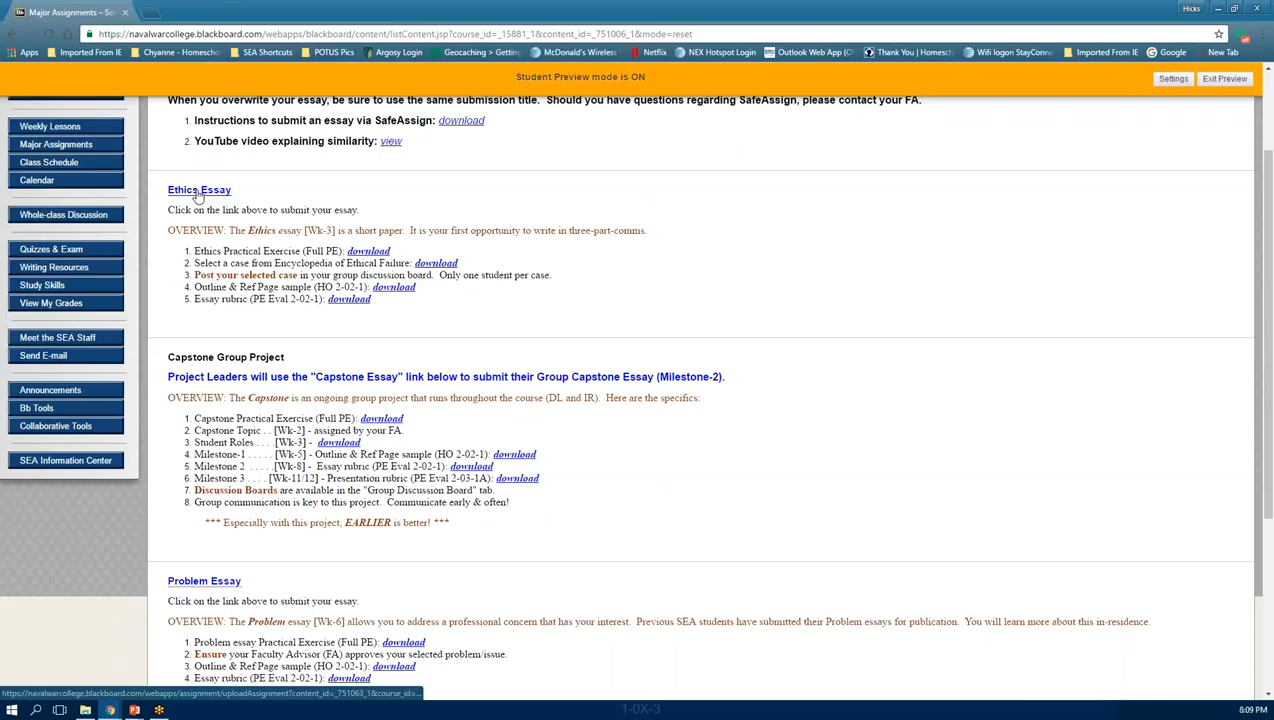 Major Assignments – Se
Hicks
https://navalwarcollege.blackboard.com/webapps/blackboard/content/listContent.jsp?course_id=_15881_1&content_id=_751006_1&mode=reset
Apps
Imported From IE
Chyanne - Homescho
SEA Shortcuts
POTUS Pics
Argosy Login
Geocaching > Getting
McDonald's Wireless
Netflix
NEX Hotspot Login
Outlook Web App (OV
Thank You | Homesch
Wifi logon StayCONN
Imported From IE
Google
New Tab
Student Preview mode is ON
Settings
Exit Preview
When you overwrite your essay, be sure to use the same submission title. Should you have questions regarding SafeAssign, please contact your FA.
1. Instructions to submit an essay via SafeAssign: download
2. YouTube video explaining similarity: view
Weekly Lessons
Major Assignments
Class Schedule
Calendar
Whole-class Discussion
Quizzes & Exam
Writing Resources
Study Skills
View My Grades
Meet the SEA Staff
Send E-mail
Announcements
Bb Tools
Collaborative Tools
SEA Information Center
Ethics Essay
Click on the link above to submit your essay.
OVERVIEW: The Ethics essay [Wk-3] is a short paper. It is your first opportunity to write in three-part-comms.
1. Ethics Practical Exercise (Full PE): download
2. Select a case from Encyclopedia of Ethical Failure: download
3. Post your selected case in your group discussion board. Only one student per case.
4. Outline & Ref Page sample (HO 2-02-1): download
5. Essay rubric (PE Eval 2-02-1): download
Capstone Group Project
Project Leaders will use the "Capstone Essay" link below to submit their Group Capstone Essay (Milestone-2).
OVERVIEW: The Capstone is an ongoing group project that runs throughout the course (DL and IR). Here are the specifics:
1. Capstone Practical Exercise (Full PE): download
2. Capstone Topic . . [Wk-2] - assigned by your FA.
3. Student Roles . . . .[Wk-3] - download
4. Milestone-1 . . . . . [Wk-5] - Outline & Ref Page sample (HO 2-02-1): download
5. Milestone 2 . . . . .[Wk-8] - Essay rubric (PE Eval 2-02-1): download
6. Milestone 3 . . . . [Wk-11/12] - Presentation rubric (PE Eval 2-03-1A): download
7. Discussion Boards are available in the "Group Discussion Board" tab.
8. Group communication is key to this project. Communicate early & often!
*** Especially with this project, EARLIER is better! ***
Problem Essay
Click on the link above to submit your essay.
OVERVIEW: The Problem essay [Wk-6] allows you to address a professional concern that has your interest. Previous SEA students have submitted their Problem essays for publication. You will learn more about this in-residence.
1. Problem essay Practical Exercise (Full PE): download
2. Ensure your Faculty Advisor (FA) approves your selected problem/issue.
3. Outline & Ref Page sample (HO 2-02-1): download
4. Essay rubric (PE Eval 2-02-1): download
https://navalwarcollege.blackboard.com/webapps/assignment/uploadAssignment?content_id=_751063_1&course_id=...
1-0X-3
8:09 PM